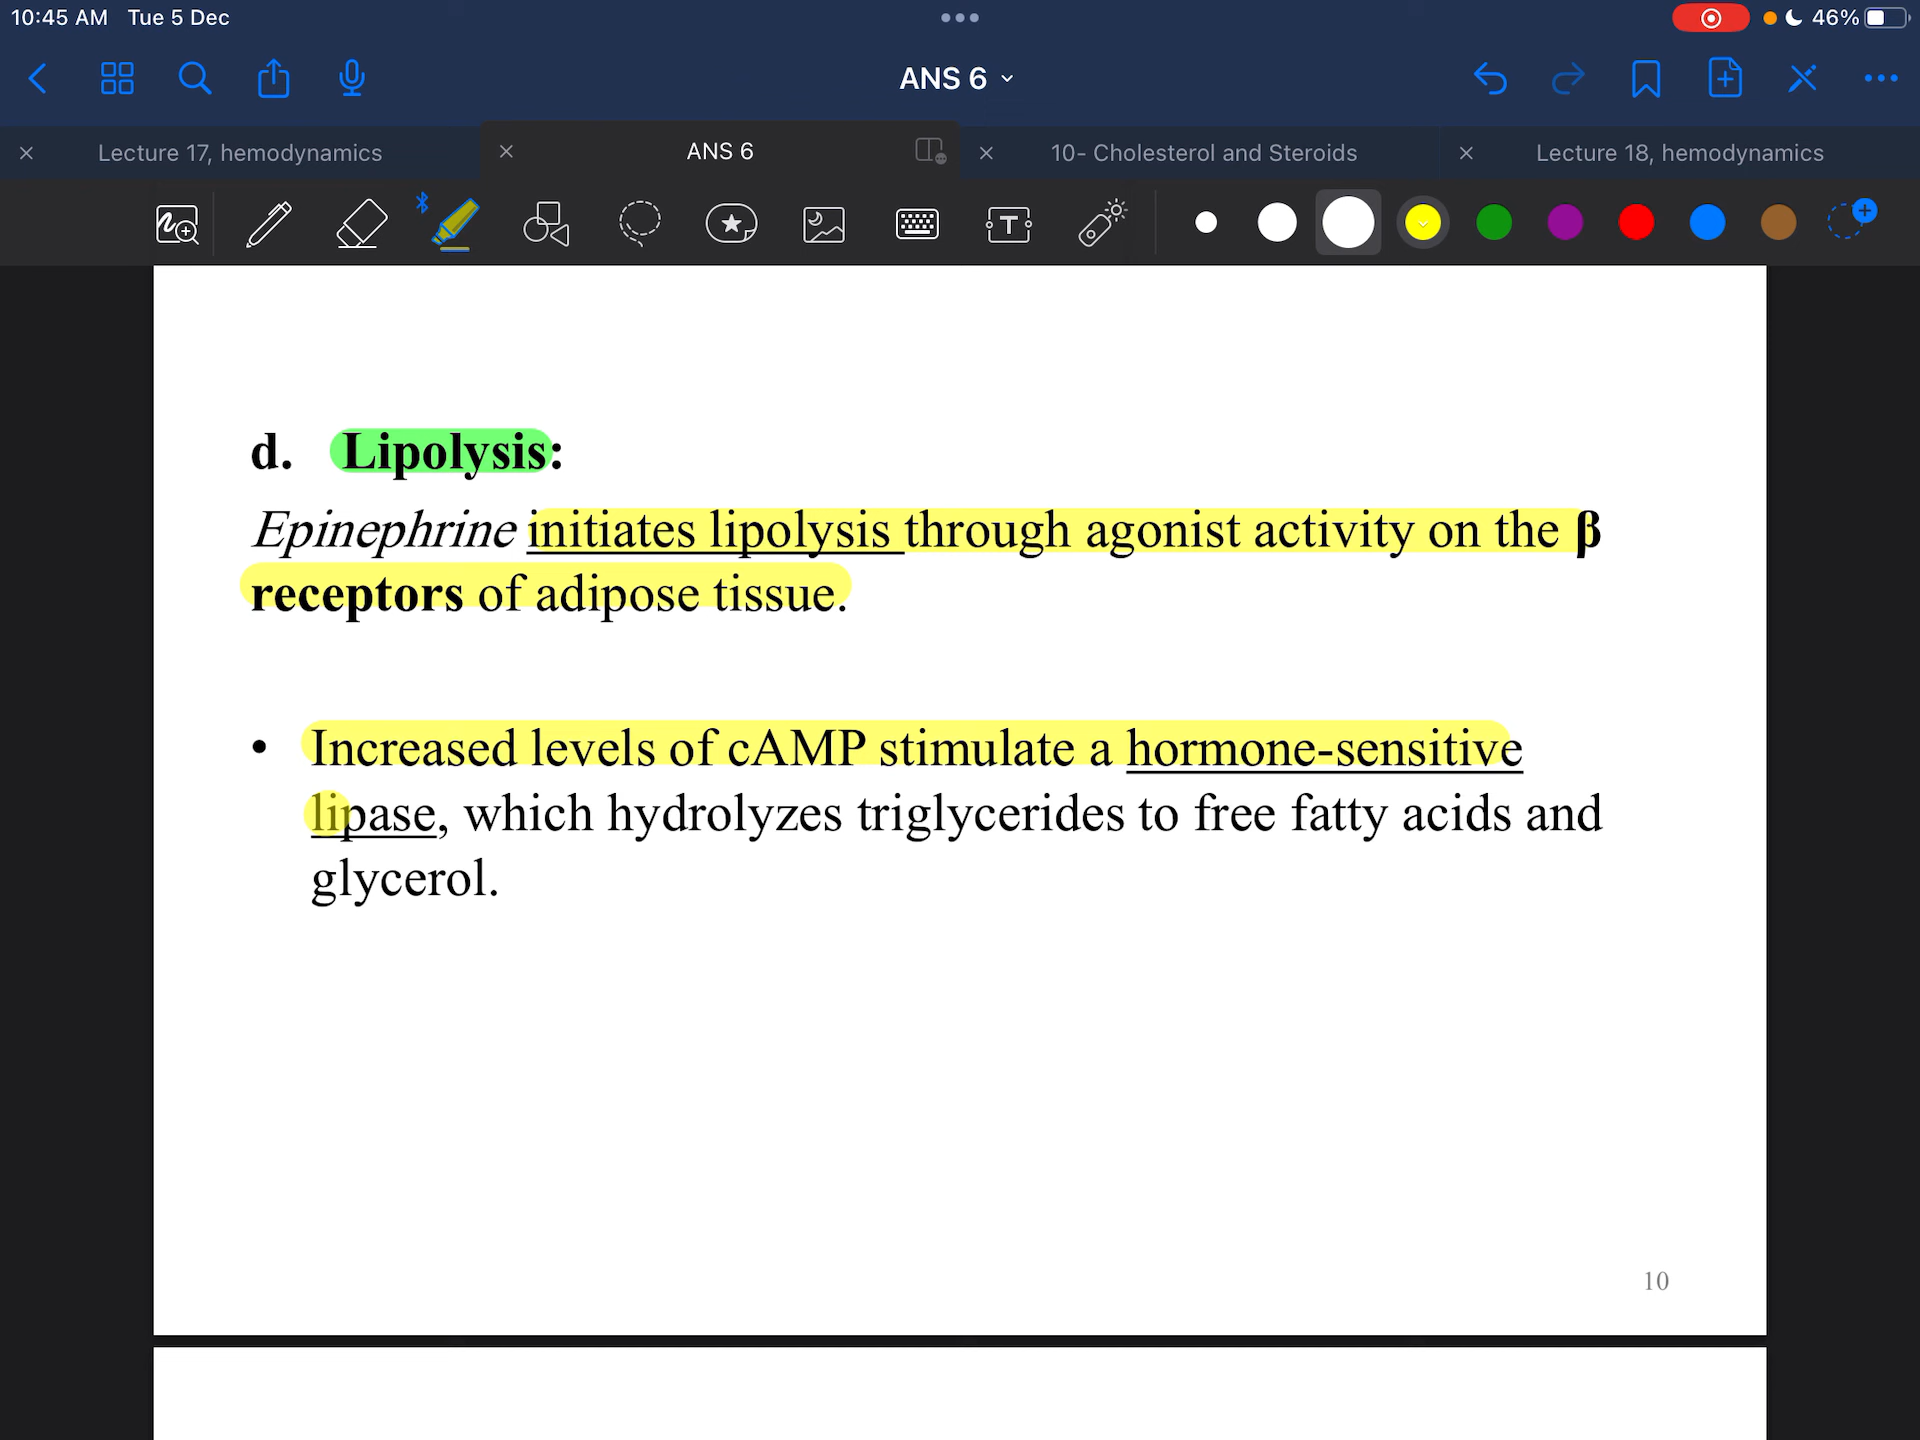 10:45 AM Tue 5 Dec
46%
ANS 6
Lecture 17, hemodynamics
ANS 6
10- Cholesterol and Steroids
Lecture 18, hemodynamics
d. Lipolysis:
Epinephrine initiates lipolysis through agonist activity on the β
receptors of adipose tissue.
• Increased levels of cAMP stimulate a hormone-sensitive
lipase, which hydrolyzes triglycerides to free fatty acids and
glycerol.
10